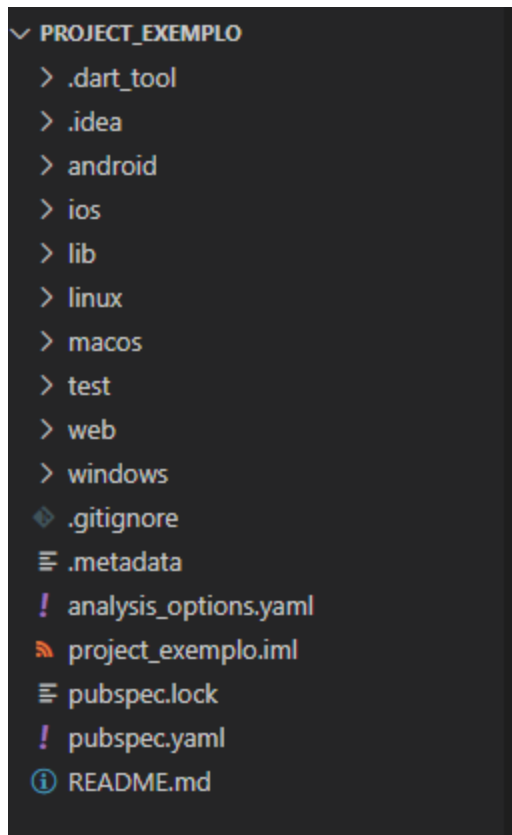 PROJECT_EXEMPLO
.dart_tool
.idea
android
ios
lib
linux
macos
test
web
windows
.gitignore
.metadata
analysis_options.yaml
project_exemplo.iml
pubspec.lock
pubspec.yaml
README.md